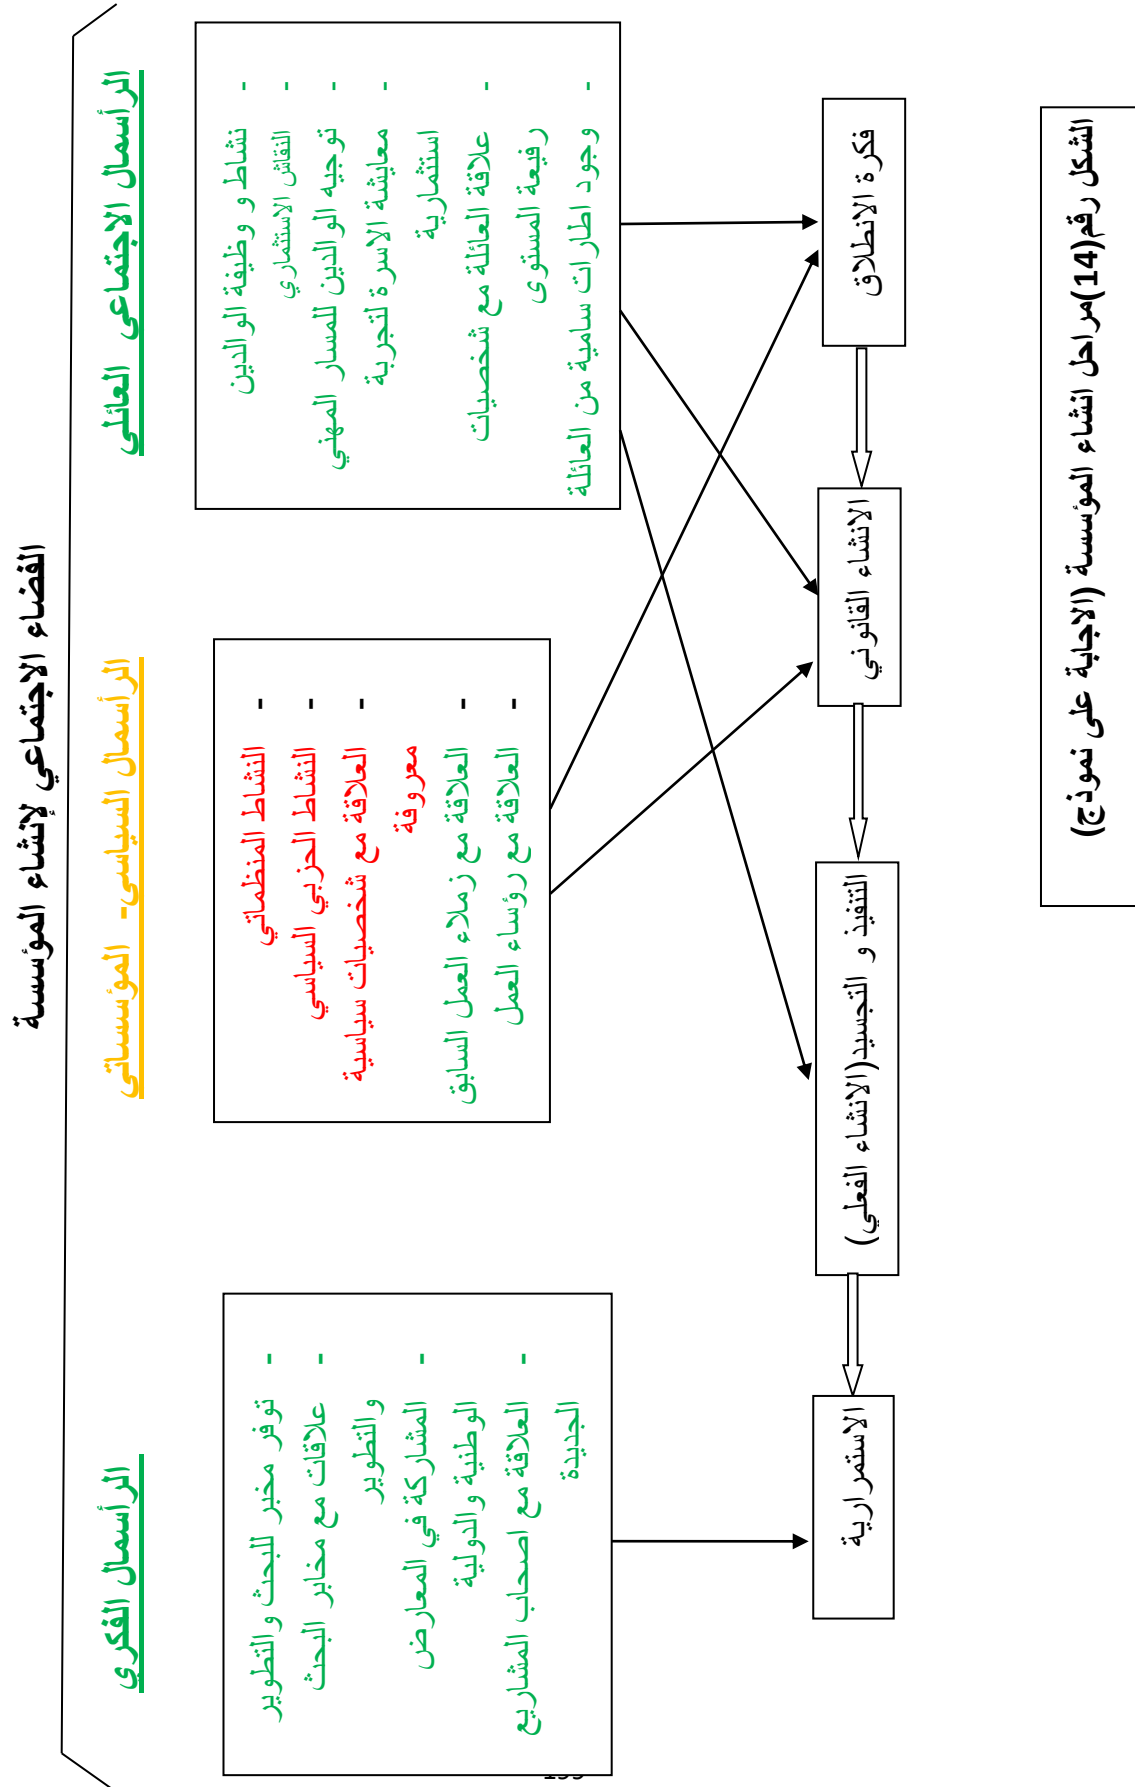 الفضاء الاجتماعي لإنشاء المؤسسة
الرأسمال الاجتماعي العائلي
- نشاط و وظيفة الوالدين
- النقاش الاستثماري
- توجيه الوالدين للمسار المهني
- معايشة الاسرة لتجربة
استثمارية
- علاقة العائلة مع شخصيات
رفيعة المستوى
- وجود اطارات سامية من العائلة
الرأسمال السياسي- المؤسساتي
- النشاط المنظماتي
- النشاط الحزبي السياسي
- العلاقة مع شخصيات سياسية
معروفة
- العلاقة مع زملاء العمل السابق
- العلاقة مع رؤساء العمل
الرأسمال الفكري
- توفر مخبر للبحث والتطوير
- علاقات مع مخابر البحث
والتطوير
- المشاركة في المعارض
الوطنية والدولية
- العلاقة مع اصحاب المشاريع
الجديدة
فكرة الانطلاق
الانشاء القانوني
التنفيذ و التجسيد(الانشاء الفعلي)
الاستمرارية
الشكل رقم(14)مراحل انشاء المؤسسة (الاجابة على نموذج)